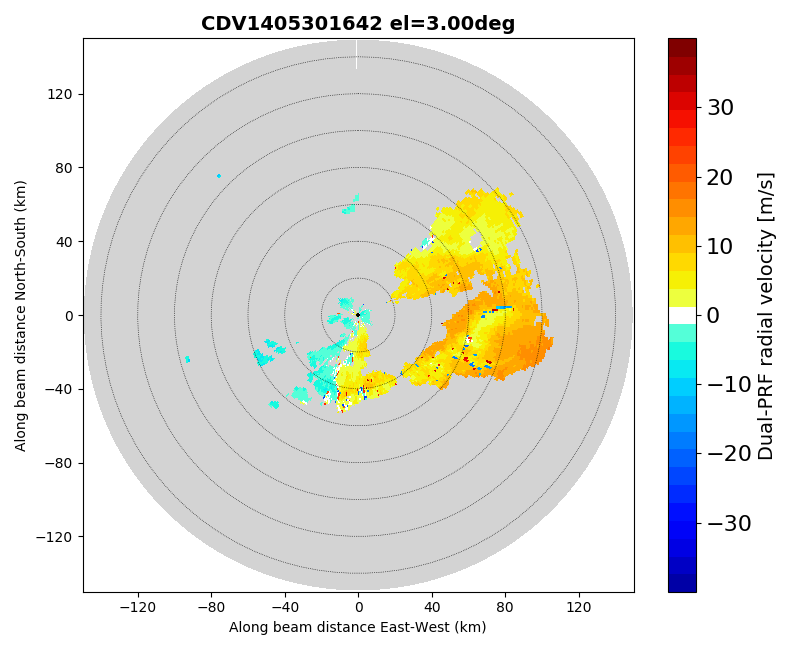 CDV1405301642 el=3.00deg
Along beam distance North-South (km)
120
80
40
0
−40
−80
−120
−120 −80 −40 0 40 80 120
Along beam distance East-West (km)
30
20
10
0
−10
−20
−30
Dual-PRF radial velocity [m/s]